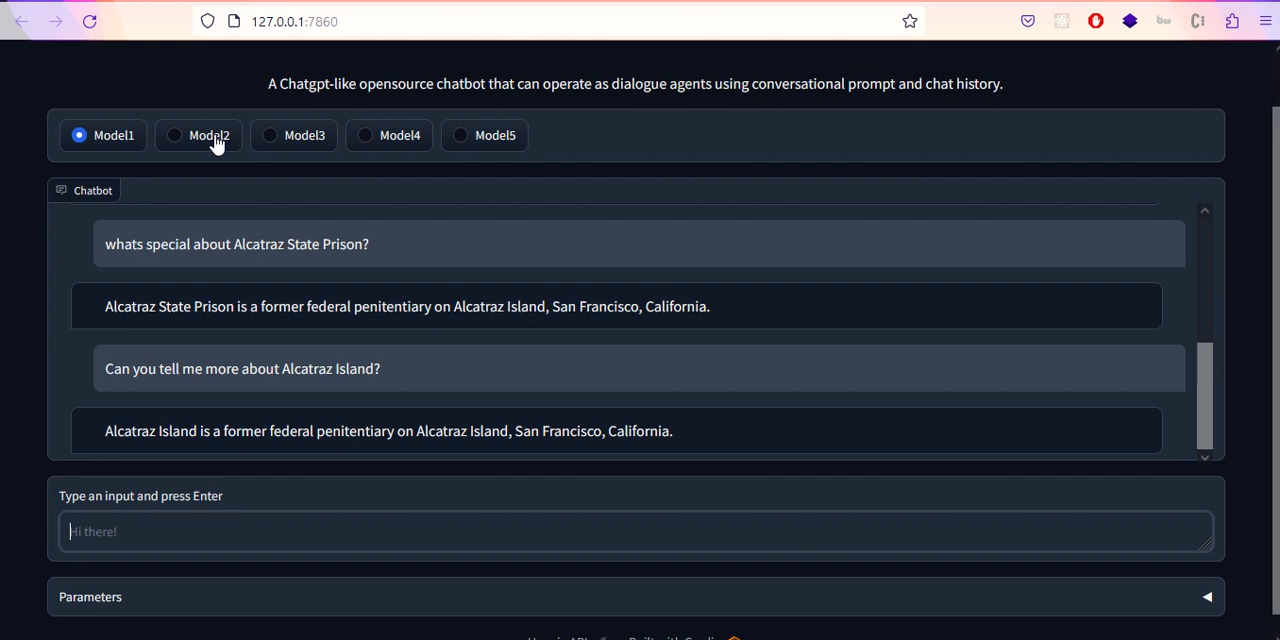 127.0.0.1:7860
A Chatgpt-like opensource chatbot that can operate as dialogue agents using conversational prompt and chat history.
Model1 Model2 Model3 Model4 Model5
Chatbot
whats special about Alcatraz State Prison?
Alcatraz State Prison is a former federal penitentiary on Alcatraz Island, San Francisco, California.
Can you tell me more about Alcatraz Island?
Alcatraz Island is a former federal penitentiary on Alcatraz Island, San Francisco, California.
Type an input and press Enter
Hi there!
Parameters